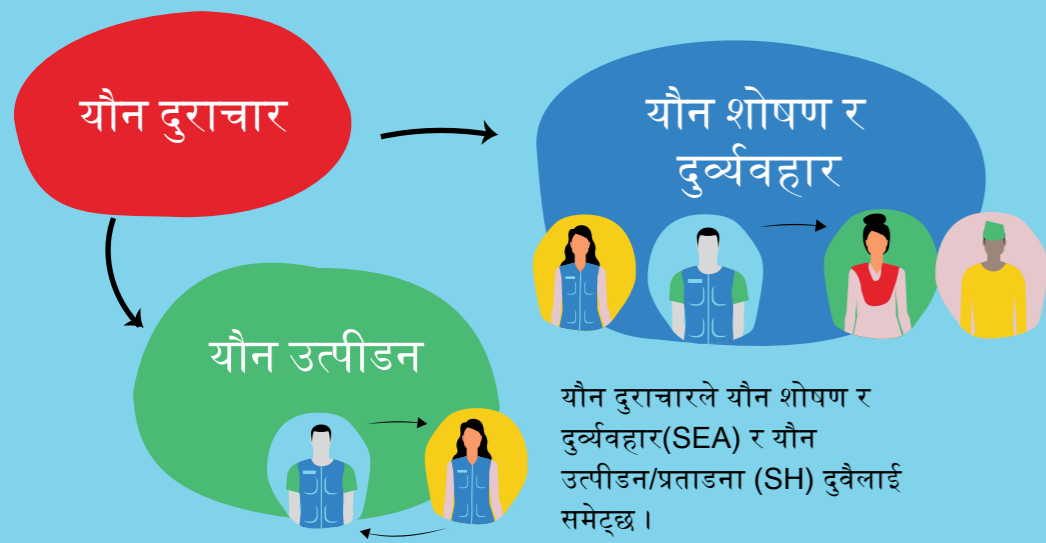 यौन दुराचार
यौन शोषण र
दुर्व्यवहार
यौन उत्पीडन
यौन दुराचारले यौन शोषण र
दुर्व्यवहार(SEA) र यौन
उत्पीडन/प्रताडना (SH) दुवैलाई
समेट्छ ।